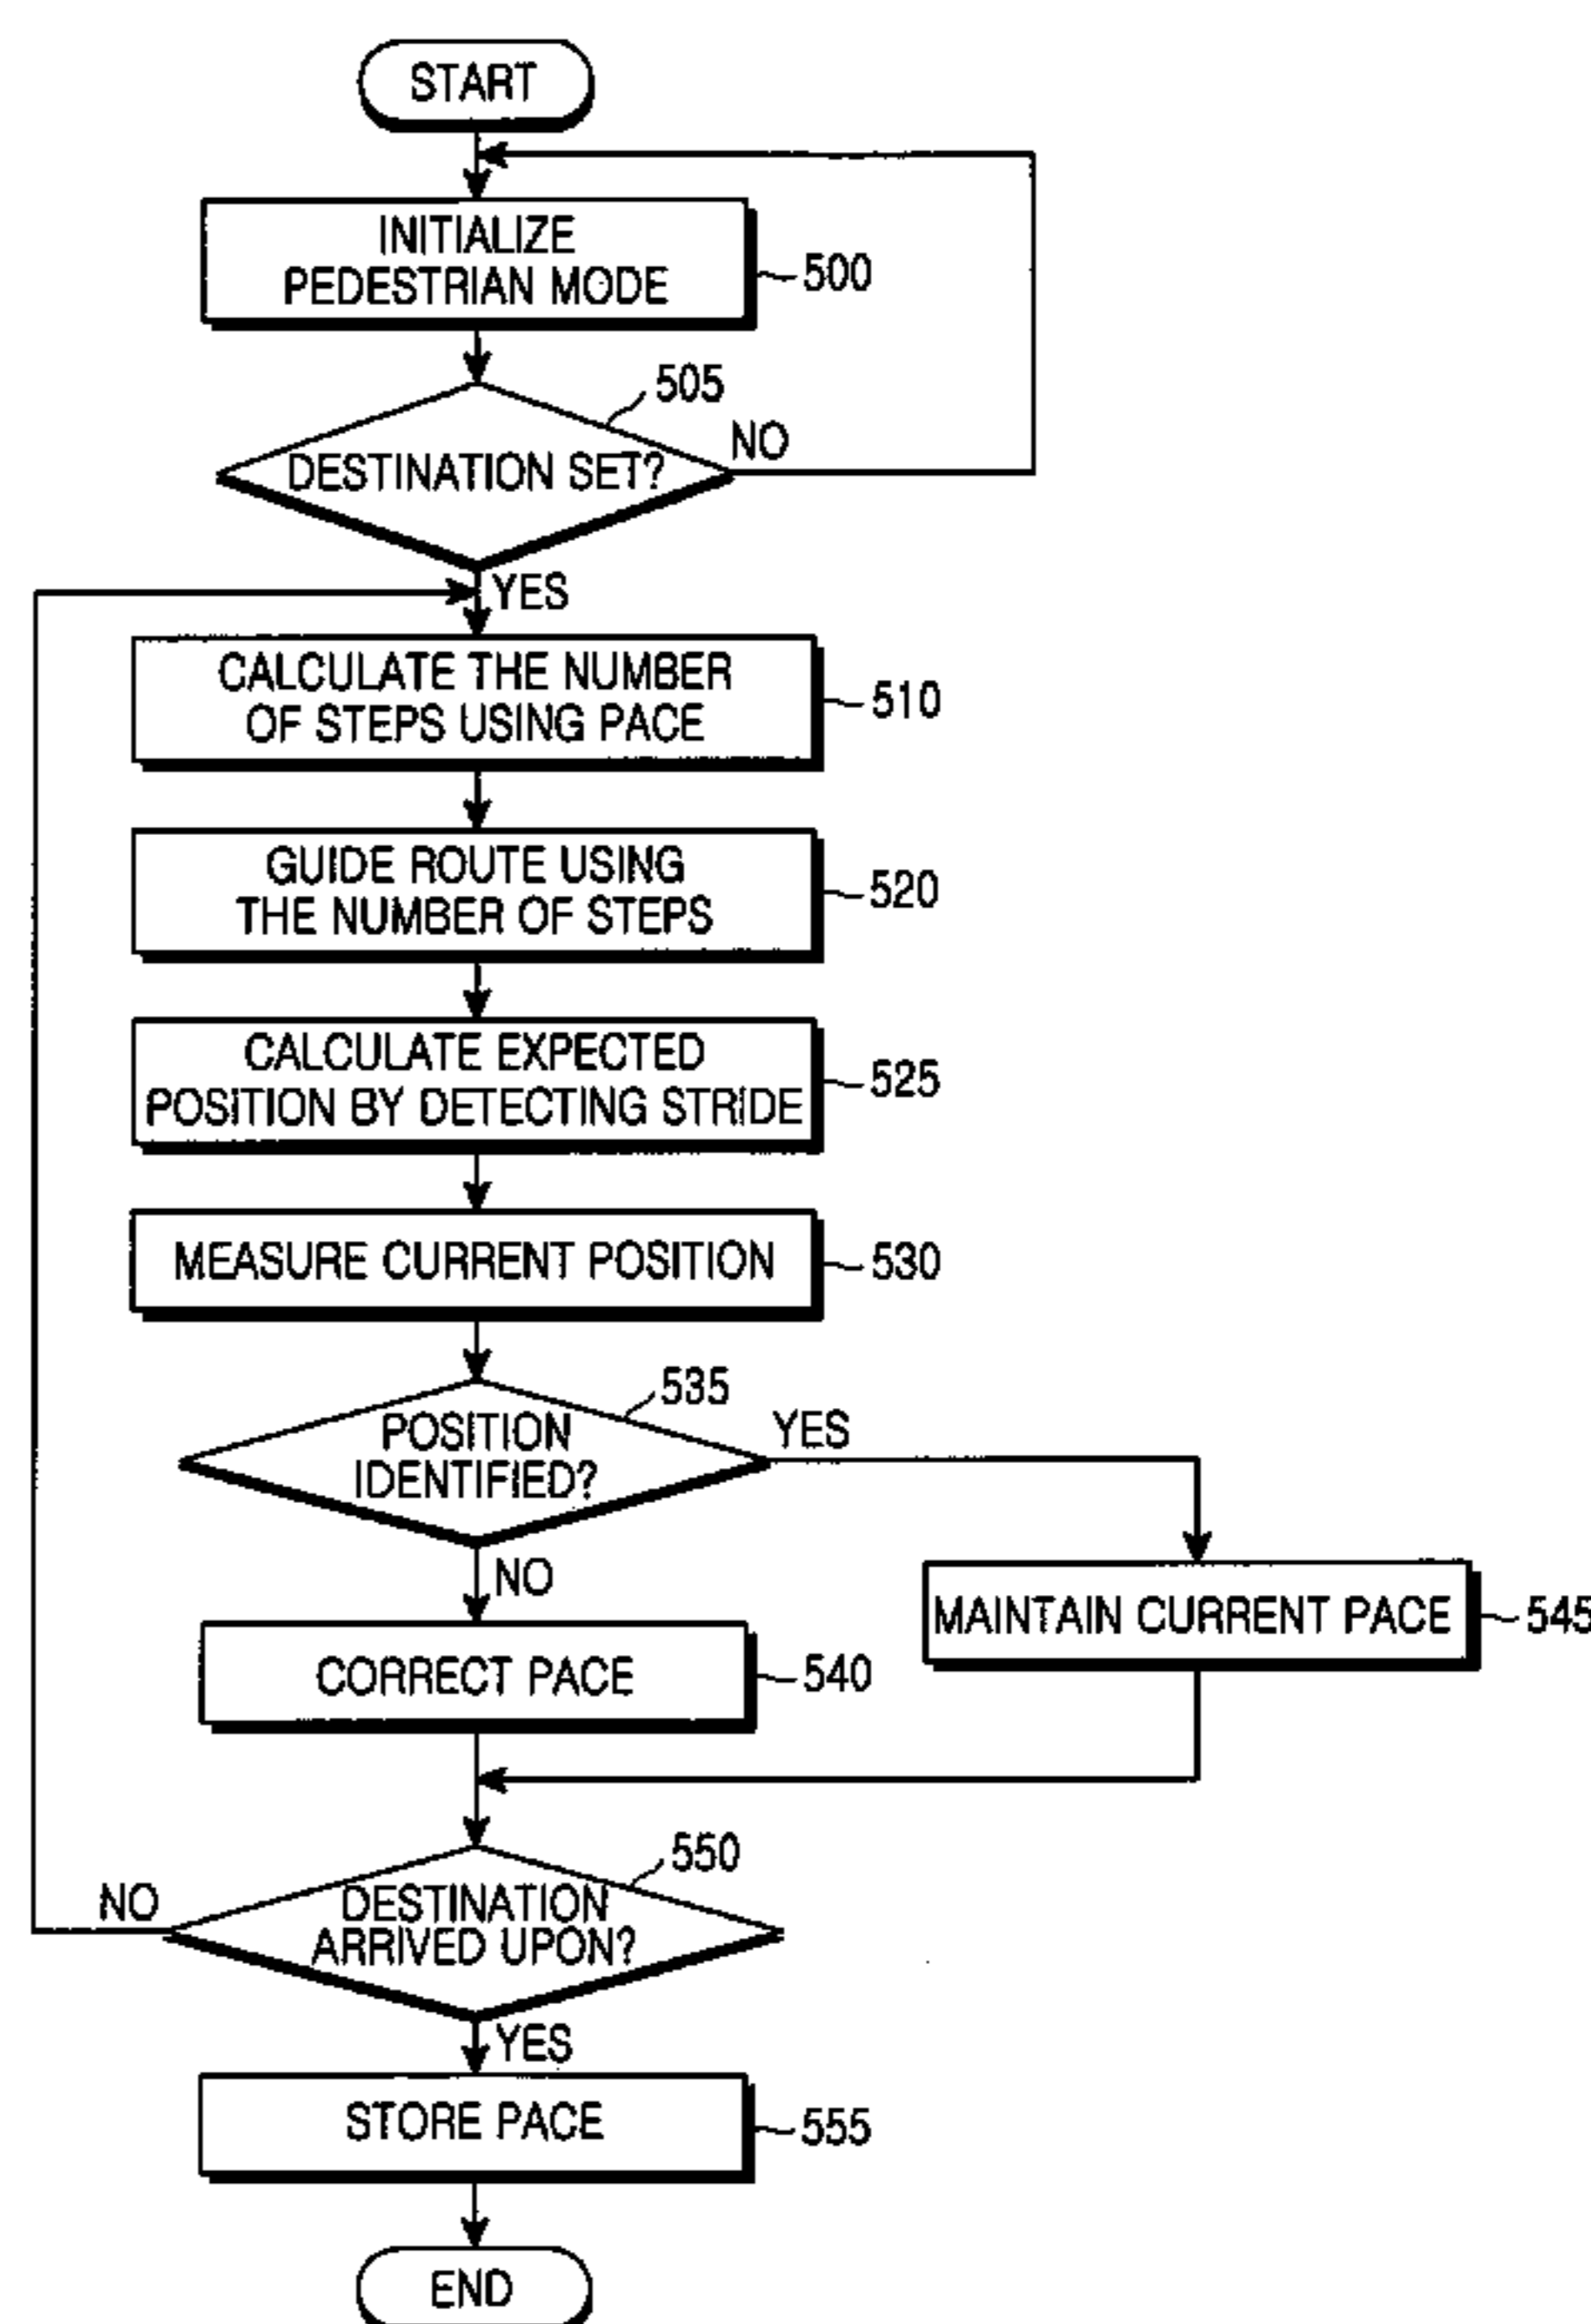 START
INITIALIZE
PEDESTRIAN MODE
500
505
DESTINATION SET?
NO
YES
CALCULATE THE NUMBER
OF STEPS USING PACE
510
GUIDE ROUTE USING
THE NUMBER OF STEPS
520
CALCULATE EXPECTED
POSITION BY DETECTING STRIDE
525
MEASURE CURRENT POSITION
530
535
POSITION
IDENTIFIED?
YES
NO
MAINTAIN CURRENT PACE
545
CORRECT PACE
540
550
DESTINATION
ARRIVED UPON?
NO
YES
STORE PACE
555
END